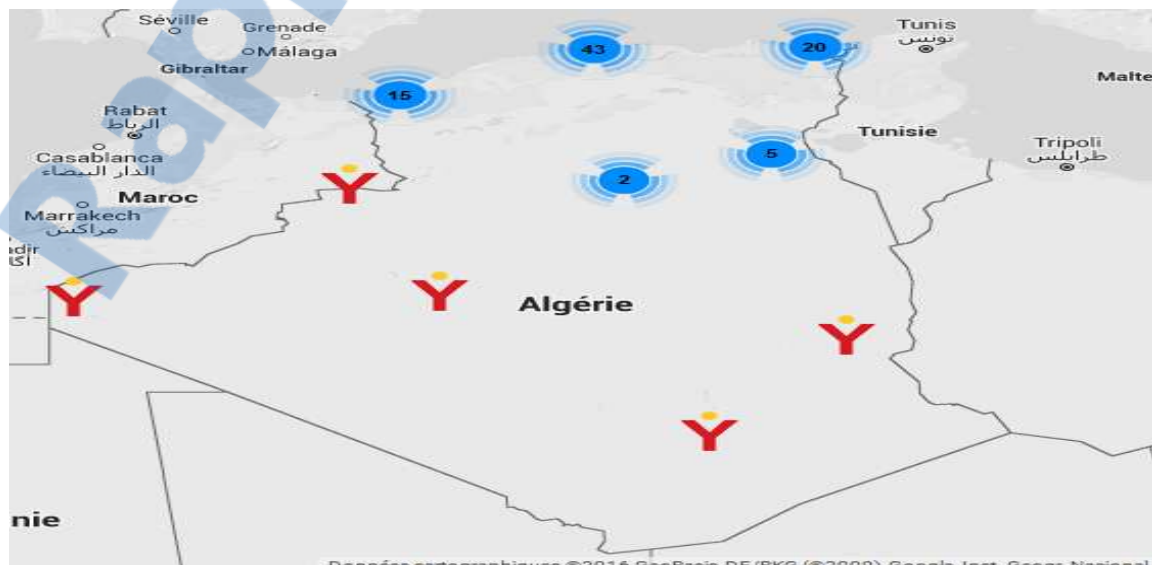 Séville
Grenade
Málaga
Gibraltar
43
20
Tunis
تونس
Malte
15
Rabat
الرباط
Tunisie
Tripoli
طرابلس
Casablanca
الدار البيضاء
5
2
Maroc
Marrakech
مراكش
Algérie
nie